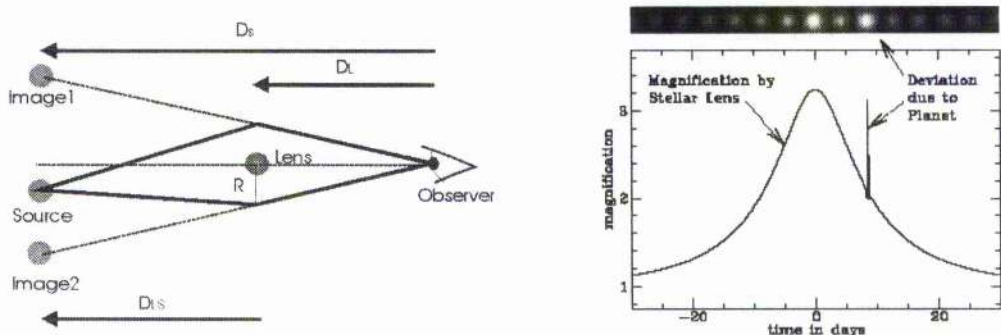 Ds
DL
Image1
Lens
R
Observer
Source
Image2
DLS
Magnification by
Stellar Lens
Deviation
due to
Planet
magnification
3
2
1
-20
0
20
time in days